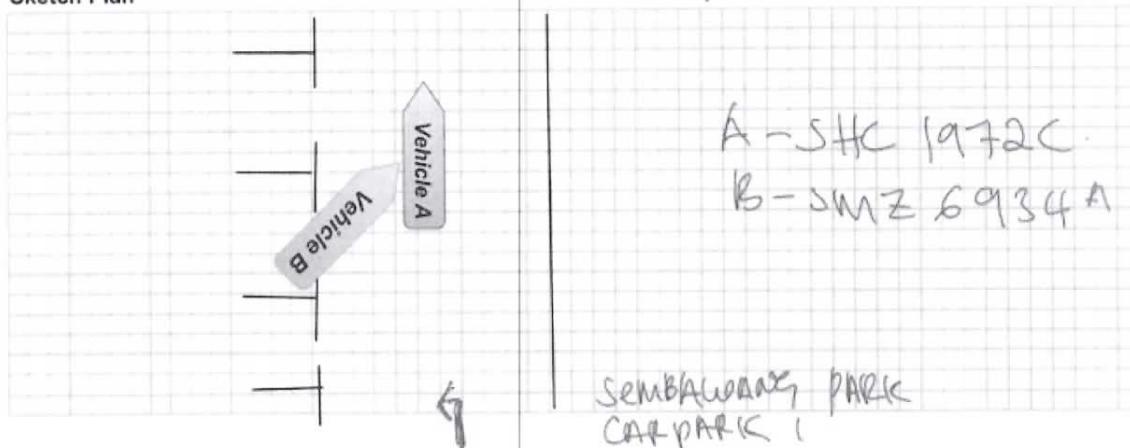 Sketch Plan
Vehicle A
Vehicle B
A - SHC 1972C
B - SMZ 6934A
SEMBAWANG PARK
CARPARK 1